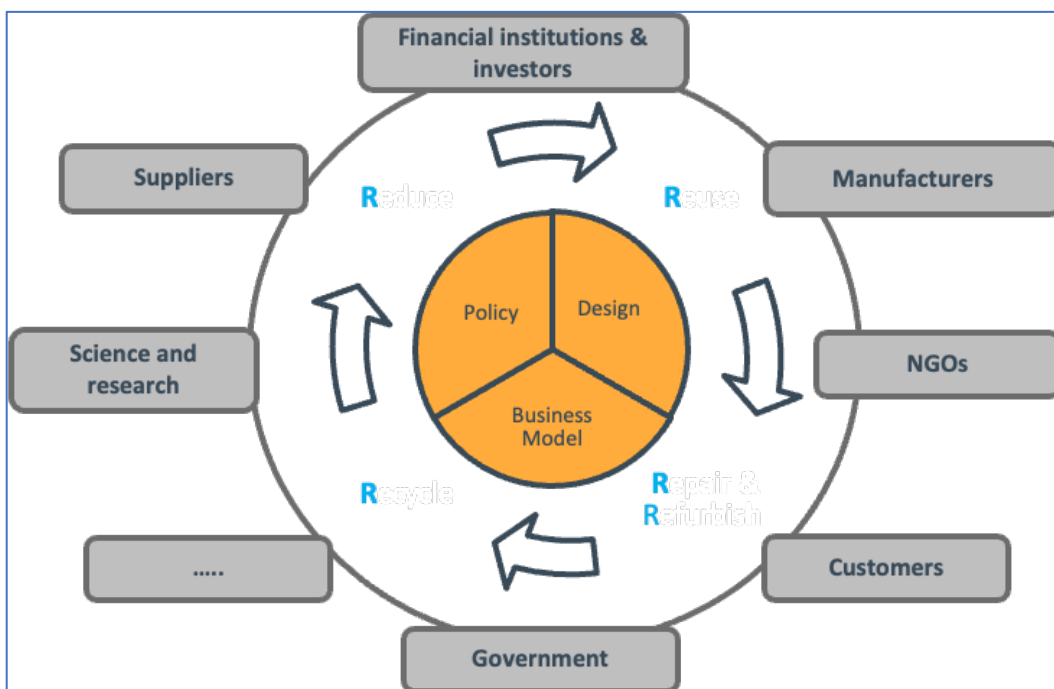 Financial institutions &
investors
Suppliers
Manufacturers
Reduce
Reuse
Policy
Design
Science and
research
NGOs
Business
Model
Recycle
Repair &
Refurbish
…..
Customers
Government